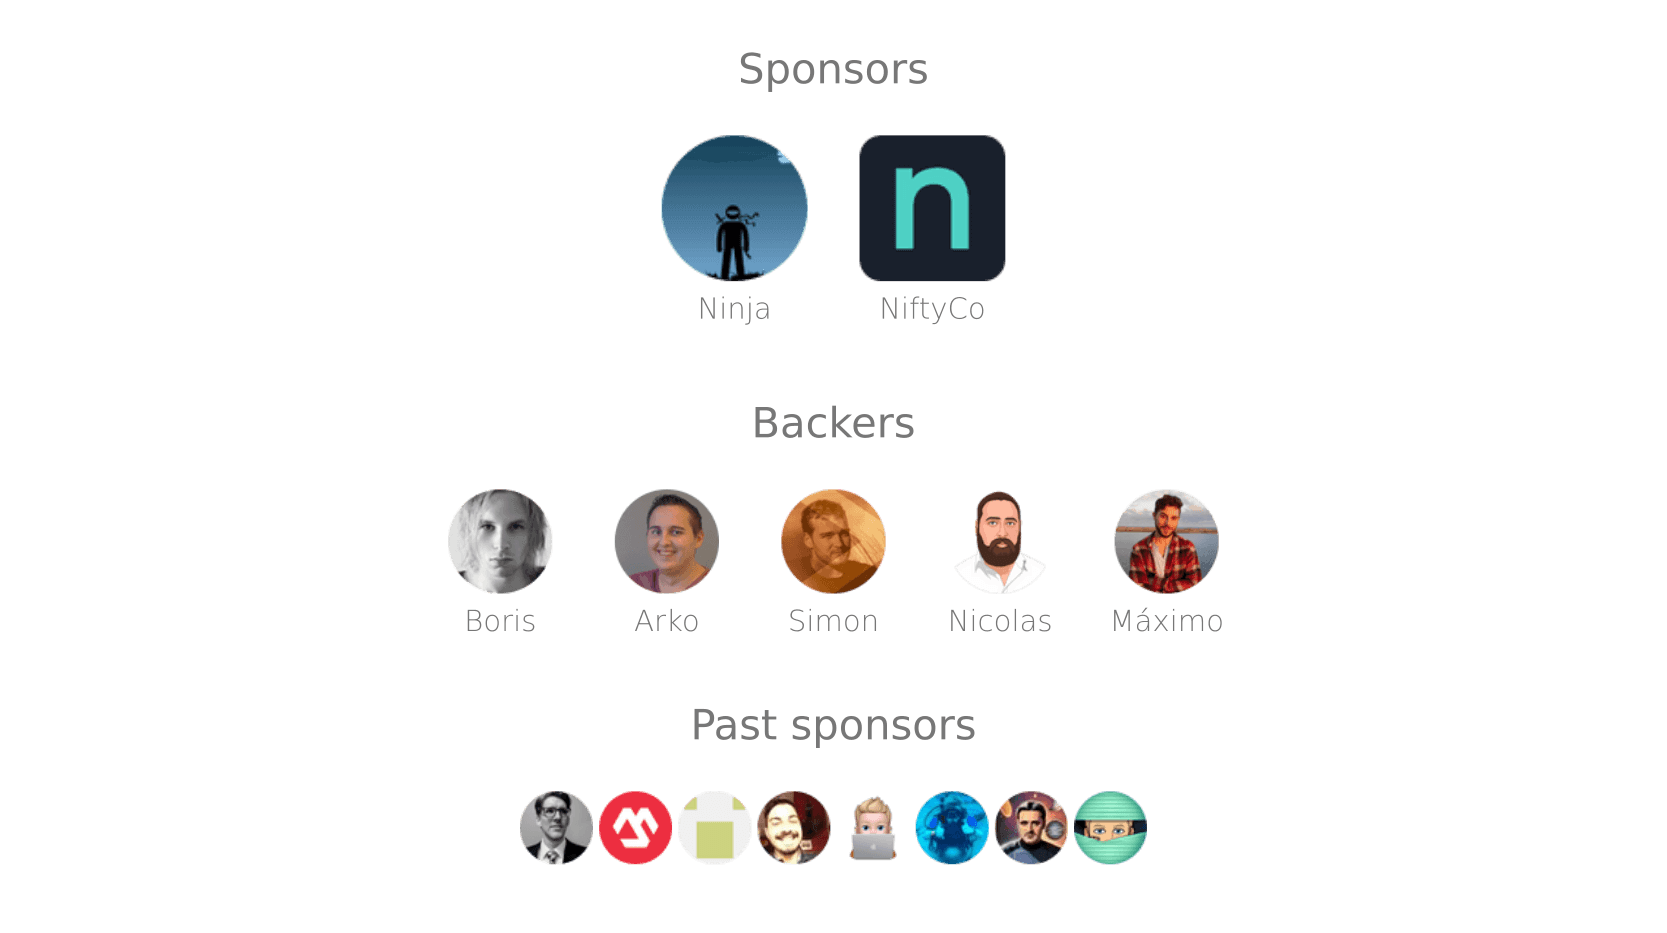 Sponsors
n
Ninja
NiftyCo
Backers
Boris
Arko
Simon
Nicolas
Máximo
Past sponsors